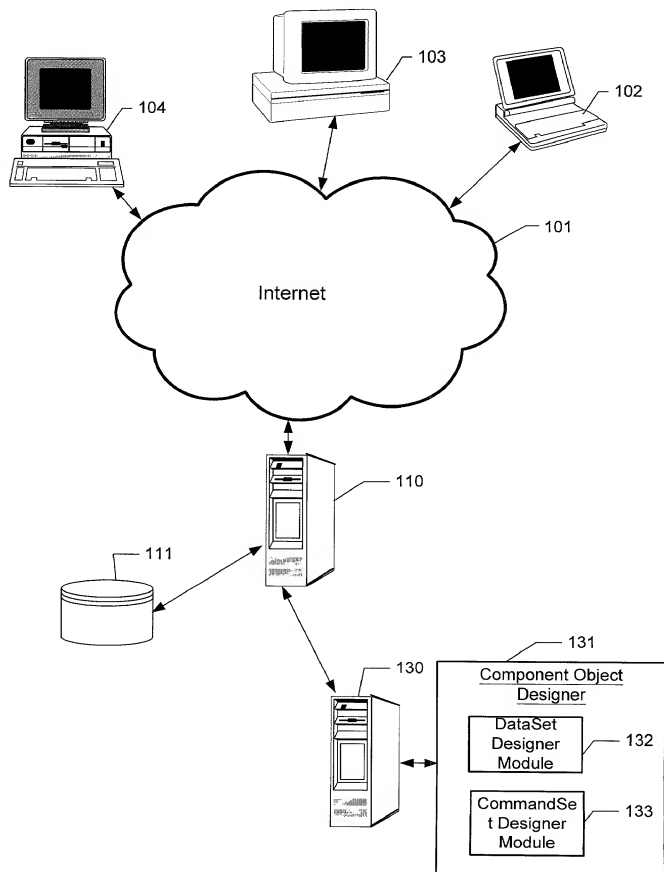 103
104
102
101
Internet
110
111
131
130
Component Object
Designer
DataSet
Designer
Module
132
CommandSe
t Designer
Module
133